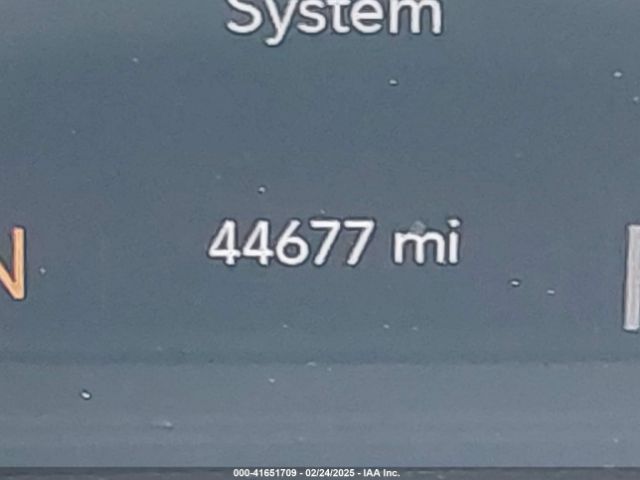 System
44677 mi
N
000-41651709 - 02/24/2025 - IAA Inc.